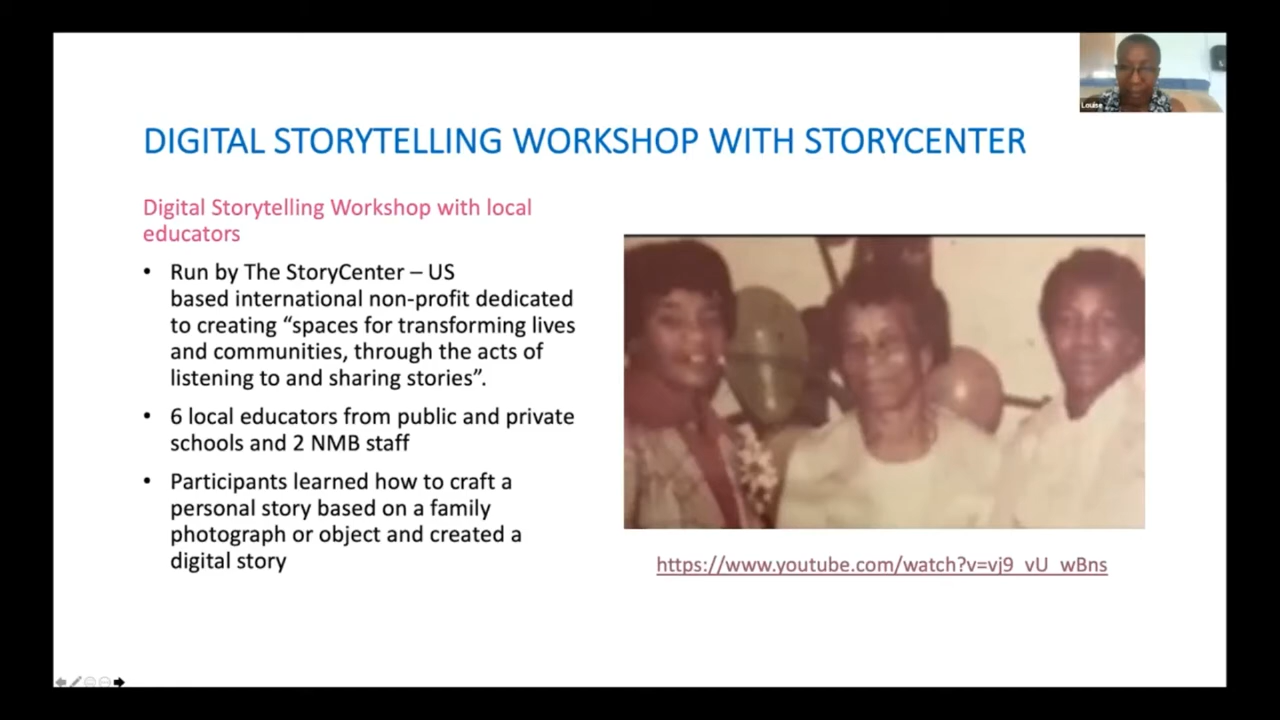 Louise
DIGITAL STORYTELLING WORKSHOP WITH STORYCENTER
Digital Storytelling Workshop with local
educators
• Run by The StoryCenter – US
based international non-profit dedicated
to creating “spaces for transforming lives
and communities, through the acts of
listening to and sharing stories”.
• 6 local educators from public and private
schools and 2 NMB staff
• Participants learned how to craft a
personal story based on a family
photograph or object and created a
digital story
https://www.youtube.com/watch?v=vj9_vU_wBns